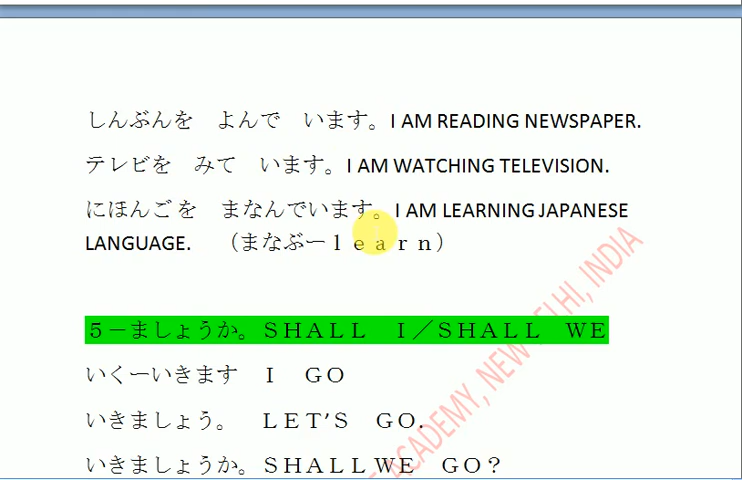 しんぶんを　よんで　います。I AM READING NEWSPAPER.
テレビを　みて　います。I AM WATCHING TELEVISION.
にほんごを　まなんでいます。I AM LEARNING JAPANESE
LANGUAGE.　　（まなぶーｌｅａｒｎ）
５－ましょうか。ＳＨＡＬＬ　Ｉ／ＳＨＡＬＬ　ＷＥ
いくーいきます　Ｉ　ＧＯ
いきましょう。　ＬＥＴ’Ｓ　ＧＯ．
いきましょうか。ＳＨＡＬＬ ＷＥ　ＧＯ？
ACADEMY, NEW DELHI, INDIA